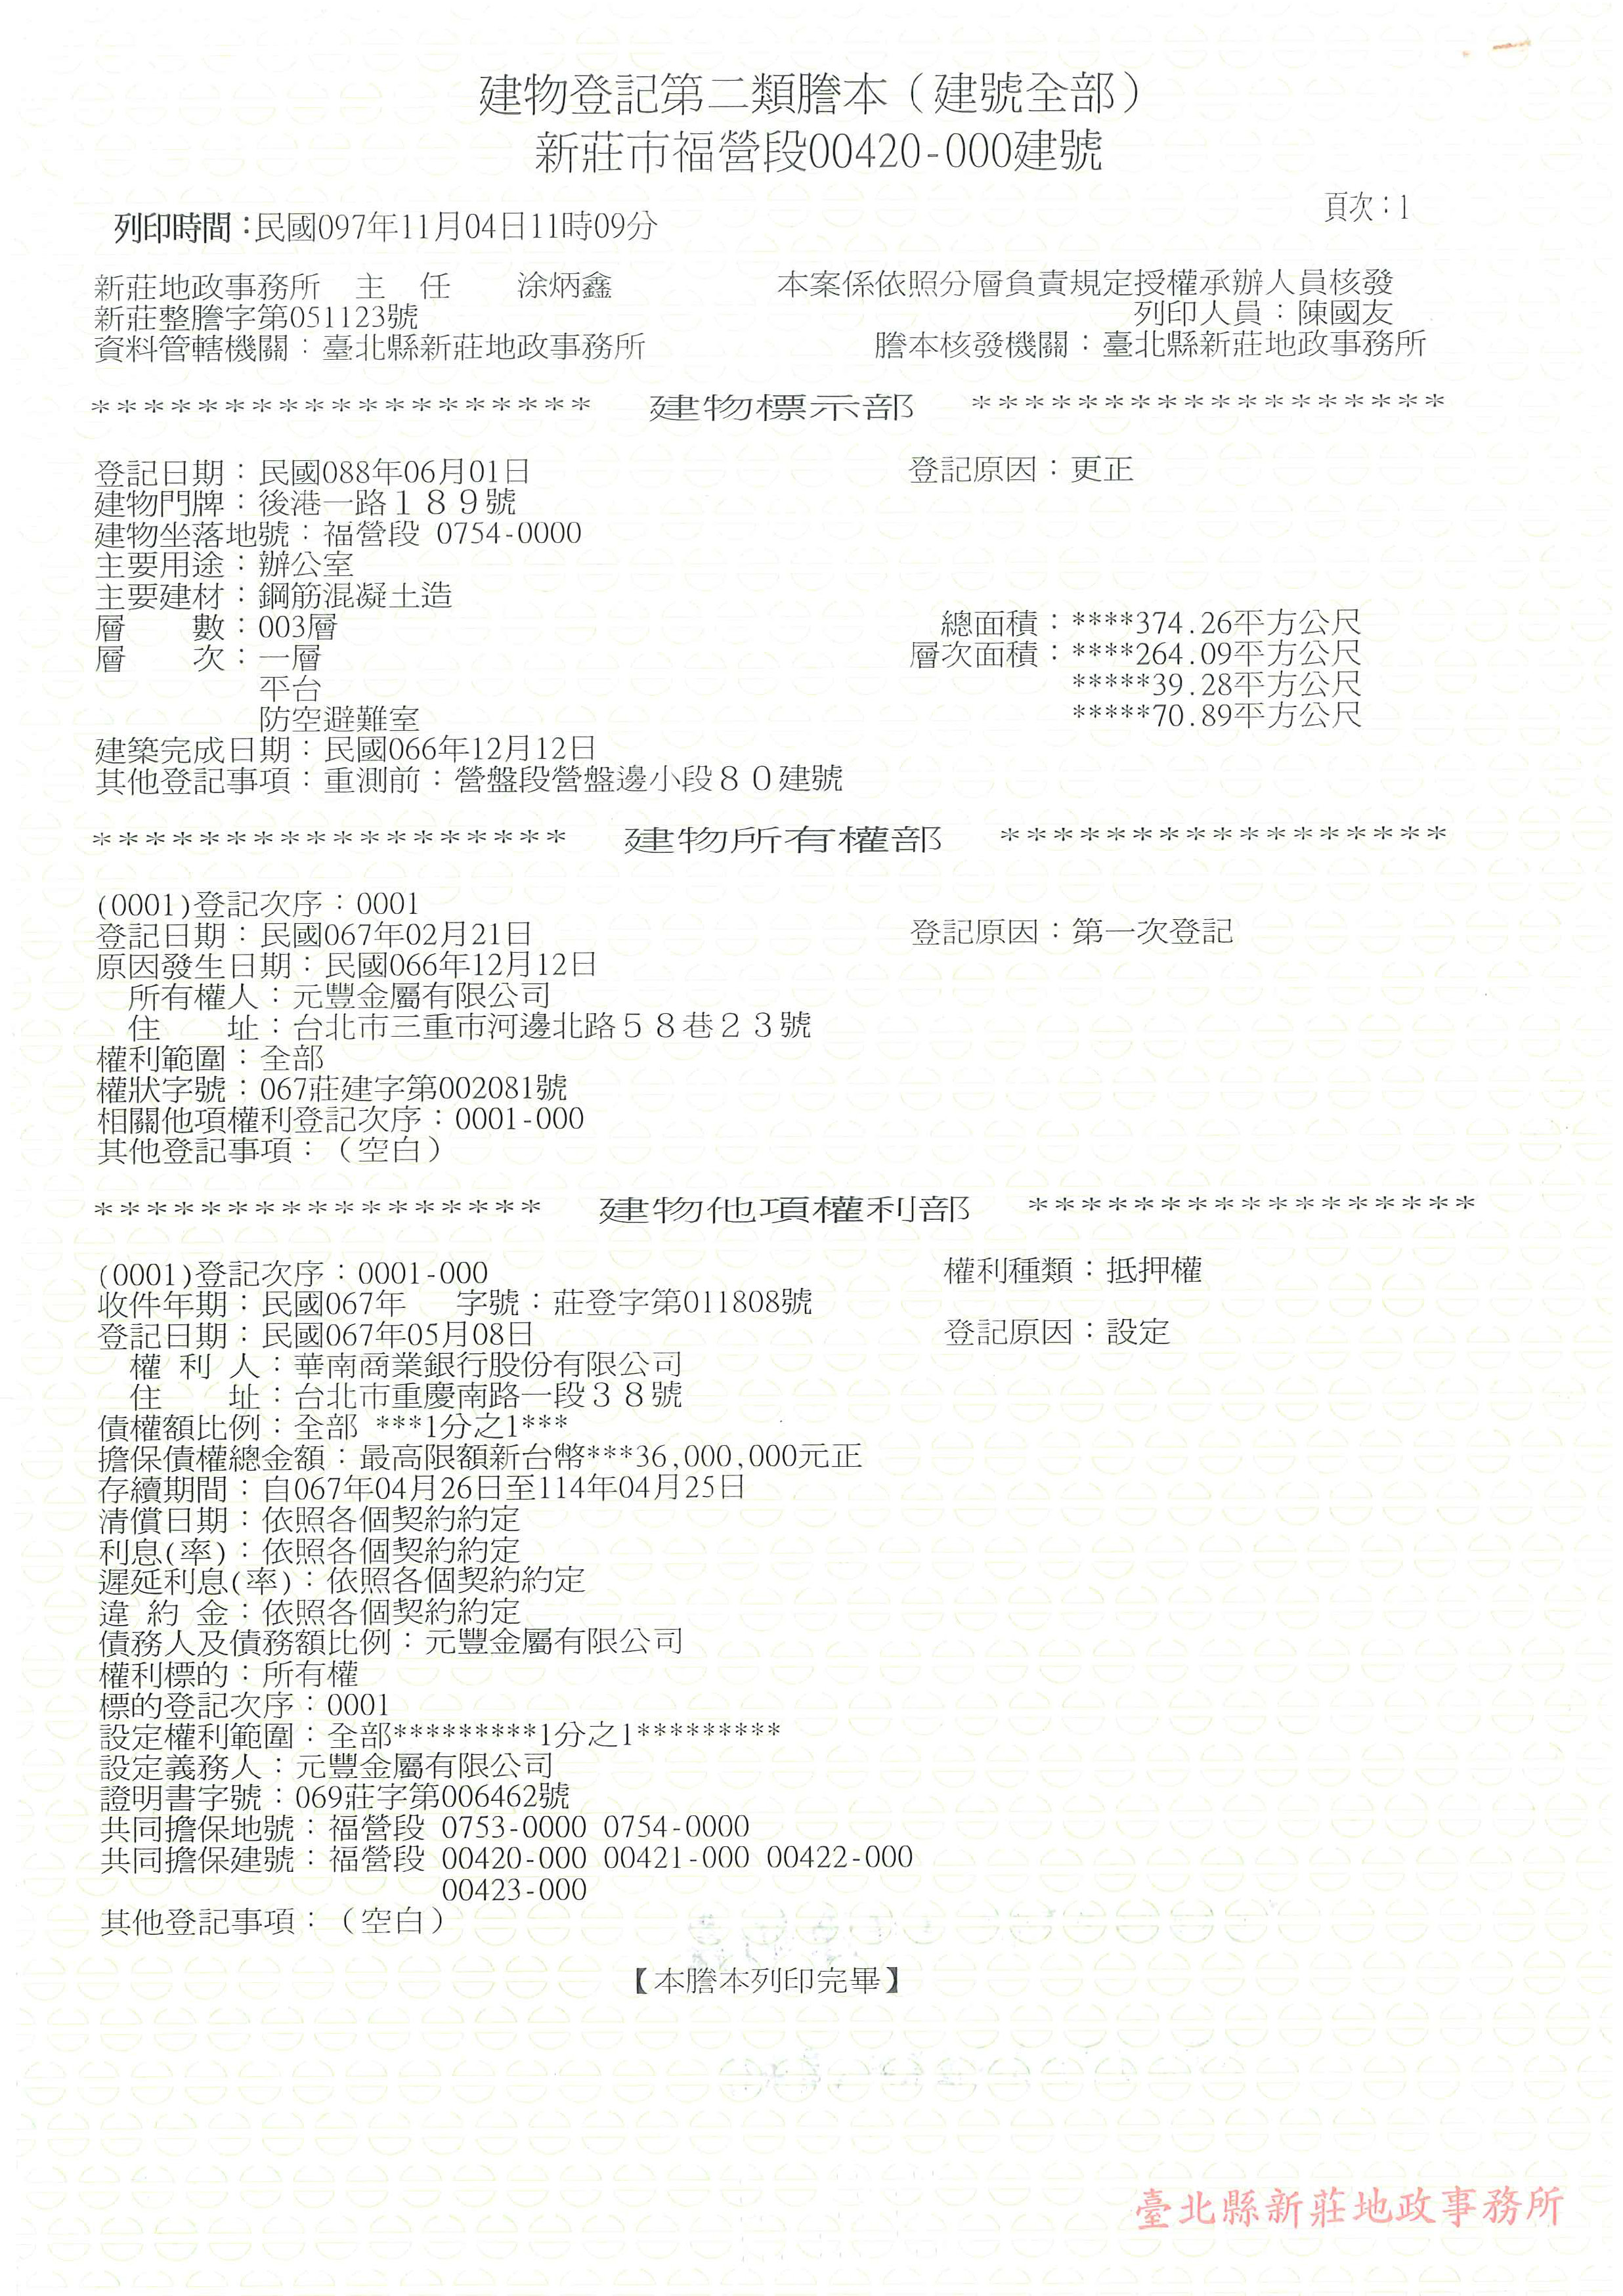 建物登記第二類謄本（建號全部）
新莊市福營段00420-000建號
頁次：1
列印時間：民國097年11月04日11時09分
新莊地政事務所　主　任　　涂炳鑫　　本案係依照分層負責規定授權承辦人員核發
新莊整謄字第051123號　　列印人員：陳國友
資料管轄機關：臺北縣新莊地政事務所　　謄本核發機關：臺北縣新莊地政事務所
******************* 建物標示部 ******************
登記日期：民國088年06月01日　　登記原因：更正
建物門牌：後港一路１８９號
建物坐落地號：福營段 0754-0000
主要用途：辦公室
主要建材：鋼筋混凝土造
層　　數：003層　　總面積：****374.26平方公尺
層　　次：一層　　層次面積：****264.09平方公尺
平台　　*****39.28平方公尺
防空避難室　　*****70.89平方公尺
建築完成日期：民國066年12月12日
其他登記事項：重測前：營盤段營盤邊小段８０建號
****************** 建物所有權部 *****************
(0001)登記次序：0001
登記日期：民國067年02月21日　　登記原因：第一次登記
原因發生日期：民國066年12月12日
所有權人：元豐金屬有限公司
住　　址：台北市三重市河邊北路５８巷２３號
權利範圍：全部
權狀字號：067莊建字第002081號
相關他項權利登記次序：0001-000
其他登記事項：（空白）
***************** 建物他項權利部 *****************
(0001)登記次序：0001-000　　權利種類：抵押權
收件年期：民國067年　字號：莊登字第011808號
登記日期：民國067年05月08日　　登記原因：設定
權 利 人：華南商業銀行股份有限公司
住　　址：台北市重慶南路一段３８號
債權額比例：全部 ***1分之1***
擔保債權總金額：最高限額新台幣***36,000,000元正
存續期間：自067年04月26日至114年04月25日
清償日期：依照各個契約約定
利息(率)：依照各個契約約定
遲延利息(率)：依照各個契約約定
違 約 金：依照各個契約約定
債務人及債務額比例：元豐金屬有限公司
權利標的：所有權
標的登記次序：0001
設定權利範圍：全部*********1分之1*********
設定義務人：元豐金屬有限公司
證明書字號：069莊字第006462號
共同擔保地號：福營段 0753-0000 0754-0000
共同擔保建號：福營段 00420-000 00421-000 00422-000
00423-000
其他登記事項：（空白）
【本謄本列印完畢】
臺北縣新莊地政事務所